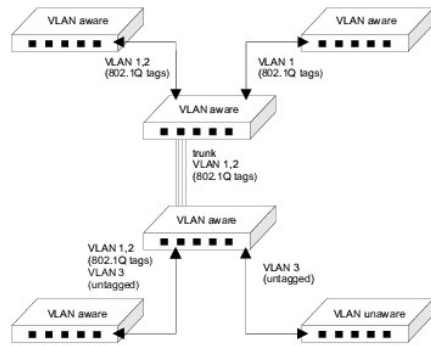 VLAN aware
VLAN aware
VLAN 1,2
(802.1Q tags)
VLAN 1
(802.1Q tags)
VLAN aware
trunk
VLAN 1,2
(802.1Q tags)
VLAN aware
VLAN 1,2
(802.1Q tags)
VLAN 3
(untagged)
VLAN 3
(untagged)
VLAN aware
VLAN unaware